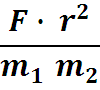 F · r²
m₁ m₂